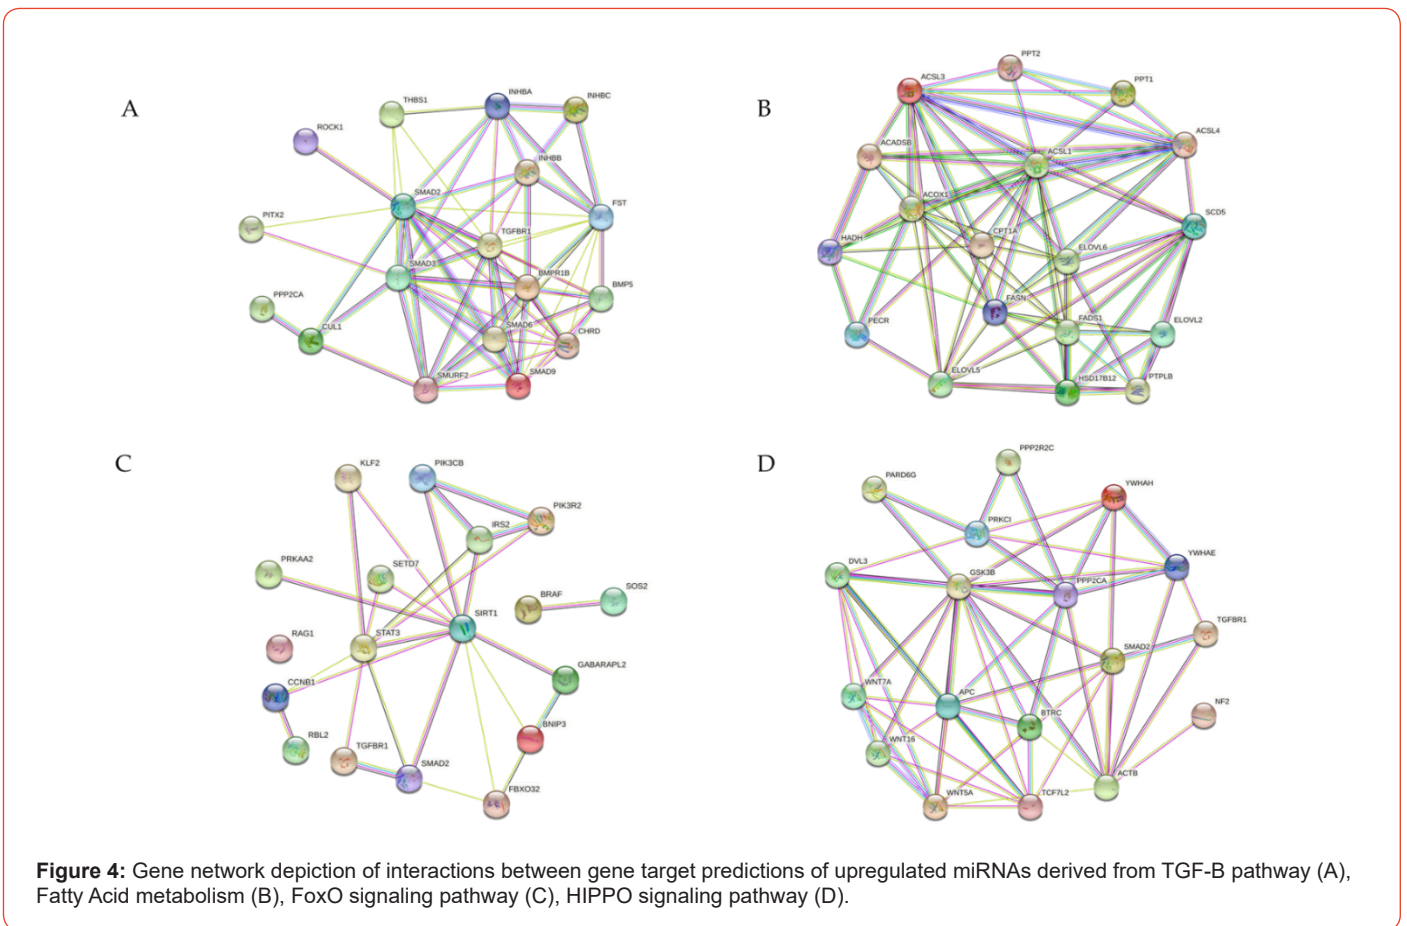 A
THBS1
INHBA
INHBC
ROCK1
INHBB
SMAD2
FST
PITX2
TGFBR1
SMAD3
BMPR1B
BMP5
PPP2CA
CUL1
SMAD6
CHRD
SMURF2
SMAD9
B
PPT2
ACSL3
PPT1
ACSL4
ACADSB
ACSL1
ACOX1
SCD5
HADH
CPT1A
ELOVL6
FASN
FADS1
PECR
ELOVL2
ELOVL5
HSD17B12
PTPLB
C
KLF2
PIK3CB
PIK3R2
IRS2
PRKAA2
SETD7
BRAF
SOS2
SIRT1
RAG1
STAT3
GABARAPL2
CCNB1
BNIP3
RBL2
TGFBR1
SMAD2
FBXO32
D
PPP2R2C
PARD6G
YWHAH
PRKCI
YWHAE
DVL3
GSK3B
PPP2CA
TGFBR1
SMAD2
WNT7A
APC
NF2
BTRC
WNT16
ACTB
WNT5A
TCF7L2
Figure 4: Gene network depiction of interactions between gene target predictions of upregulated miRNAs derived from TGF-B pathway (A),
Fatty Acid metabolism (B), FoxO signaling pathway (C), HIPPO signaling pathway (D).